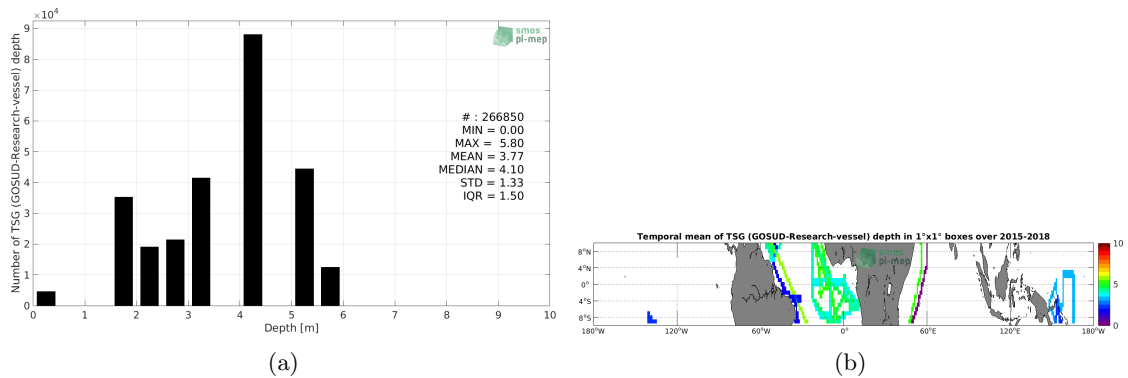 ×10⁴
9
8
7
6
5
4
3
2
1
0
Number of TSG (GOSUD-Research-vessel) depth
smos
pi-mep
# : 266850
MIN = 0.00
MAX = 5.80
MEAN = 3.77
MEDIAN = 4.10
STD = 1.33
IQR = 1.50
0 1 2 3 4 5 6 7 8 9 10
Depth [m]
(a)
Temporal mean of TSG (GOSUD-Research-vessel) depth in 1°x1° boxes over 2015-2018
smos
pi-mep
8°N
4°N
0°
4°S
8°S
180°W 120°W 60°W 0° 60°E 120°E 180°W
10
5
0
(b)